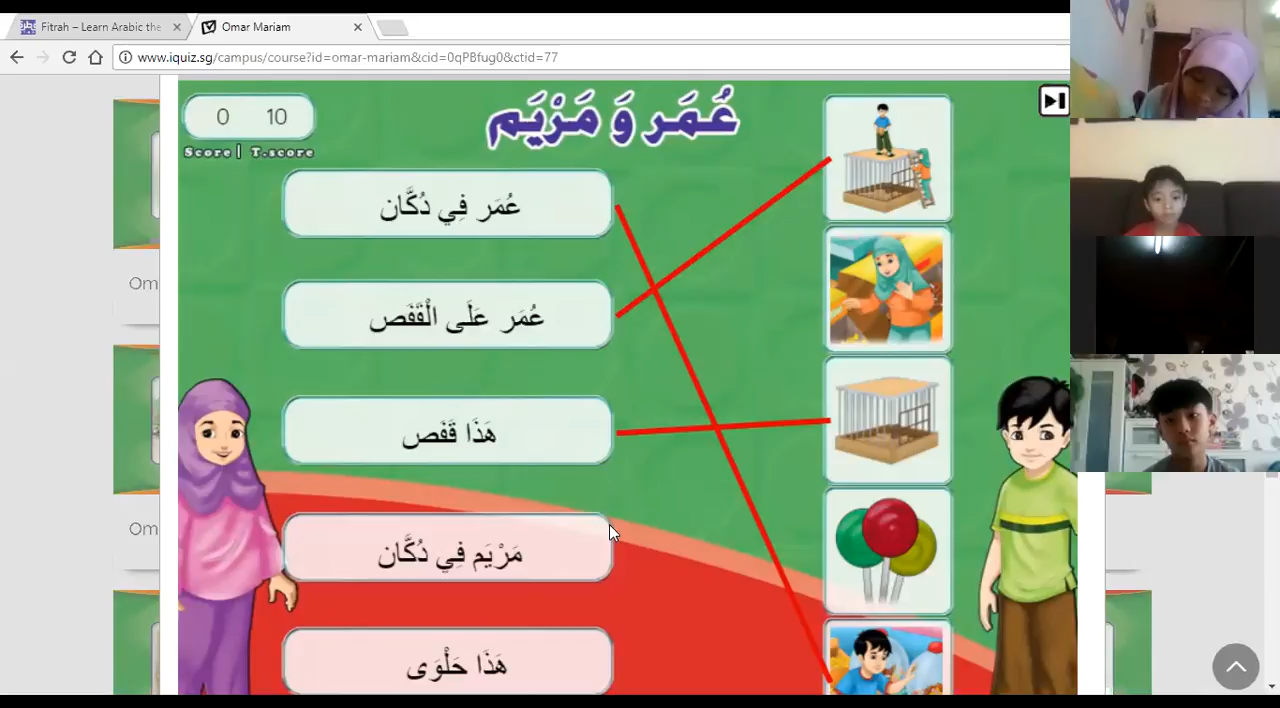 Fitrah – Learn Arabic the
Omar Mariam
www.iquiz.sg/campus/course?id=omar-mariam&cid=0qPBfug0&ctid=77
0 10
Score| T.score
عُمَر وَ مَرْيَم
عُمَر فِي دُكَّان
عُمَر عَلَى الْقَفَص
هَذَا قَفَص
مَرْيَم فِي دُكَّان
هَذَا حَلْوَى
Om
Om